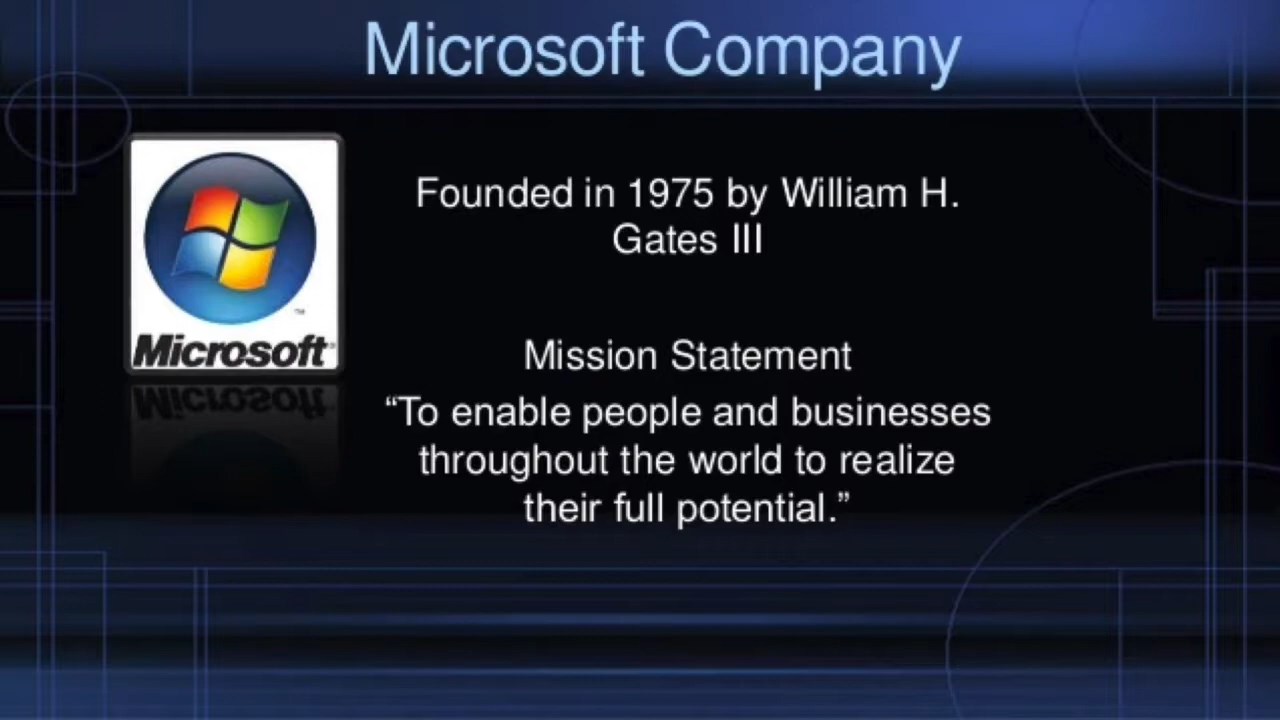 Microsoft Company
Founded in 1975 by William H.
Gates III
Microsoft
Mission Statement
“To enable people and businesses
throughout the world to realize
their full potential.”